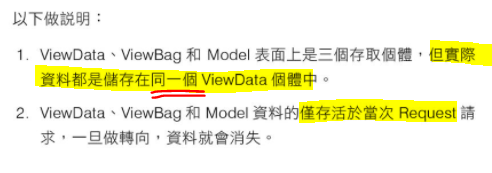 以下做說明：
1. ViewData、ViewBag 和 Model 表面上是三個存取個體，但實際
資料都是儲存在同一個 ViewData 個體中。
2. ViewData、ViewBag 和 Model 資料的僅存活於當次 Request 請
求，一旦做轉向，資料就會消失。